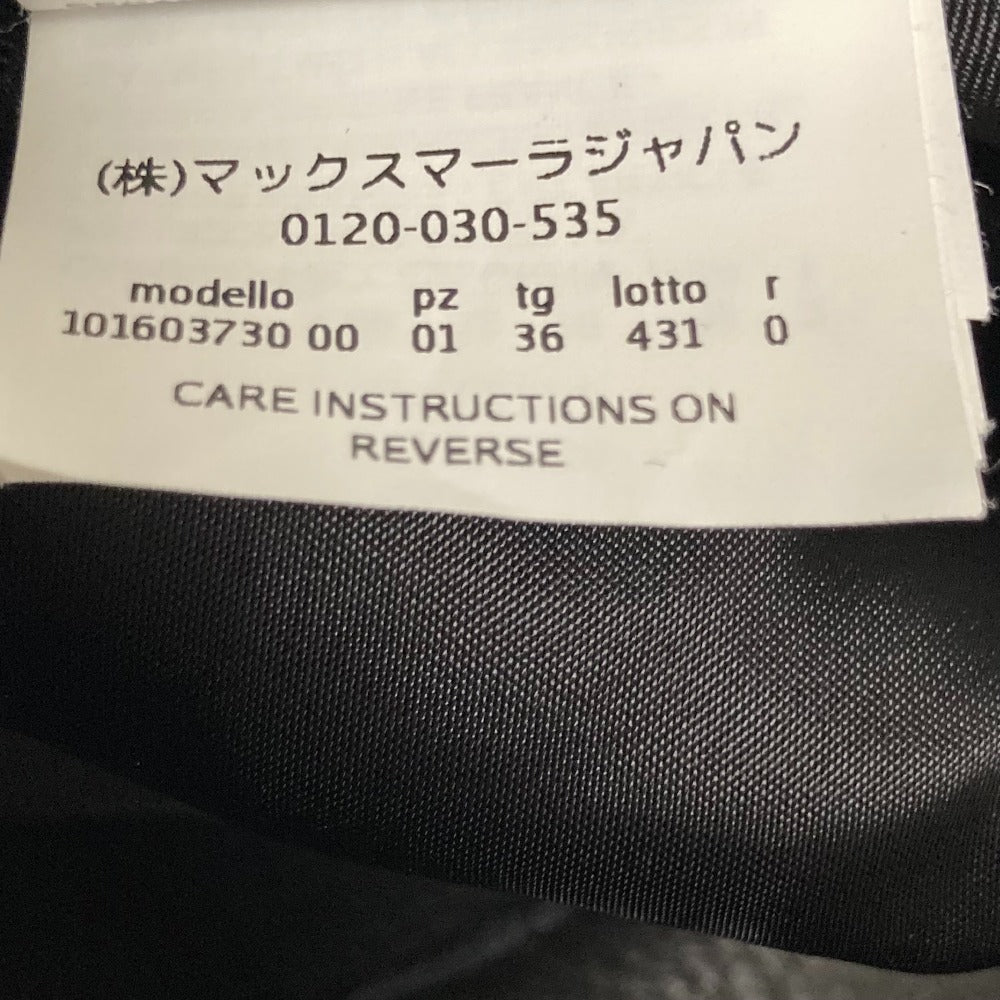 (株)マックスマーラジャパン
0120-030-535
modello pz tg lotto r
101603730 00 01 36 431 0
CARE INSTRUCTIONS ON
REVERSE